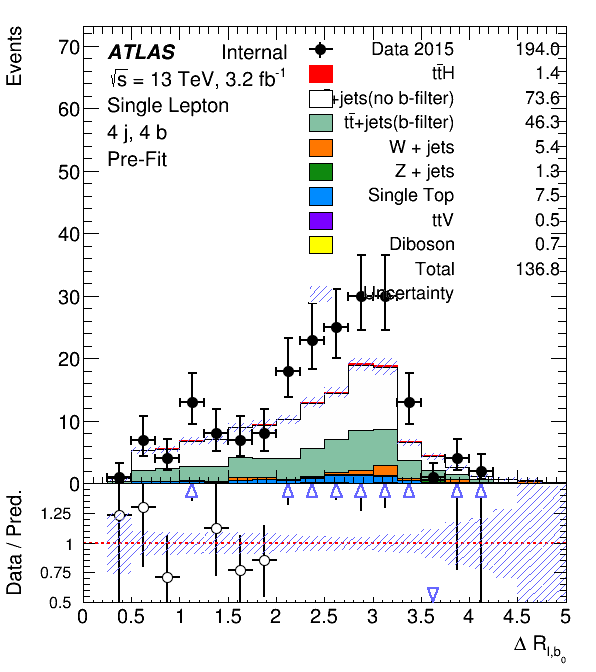 Events
ATLAS Internal
√s = 13 TeV, 3.2 fb⁻¹
Single Lepton
4 j, 4 b
Pre-Fit
Data 2015 194.0
tt̄H 1.4
+jets(no b-filter) 73.6
tt̄+jets(b-filter) 46.3
W + jets 5.4
Z + jets 1.3
Single Top 7.5
ttV 0.5
Diboson 0.7
Total 136.8
Uncertainty
70
60
50
40
30
20
10
0
Data / Pred.
1.25
1
0.75
0.5
0 0.5 1 1.5 2 2.5 3 3.5 4 4.5 5
Δ R l,b₀